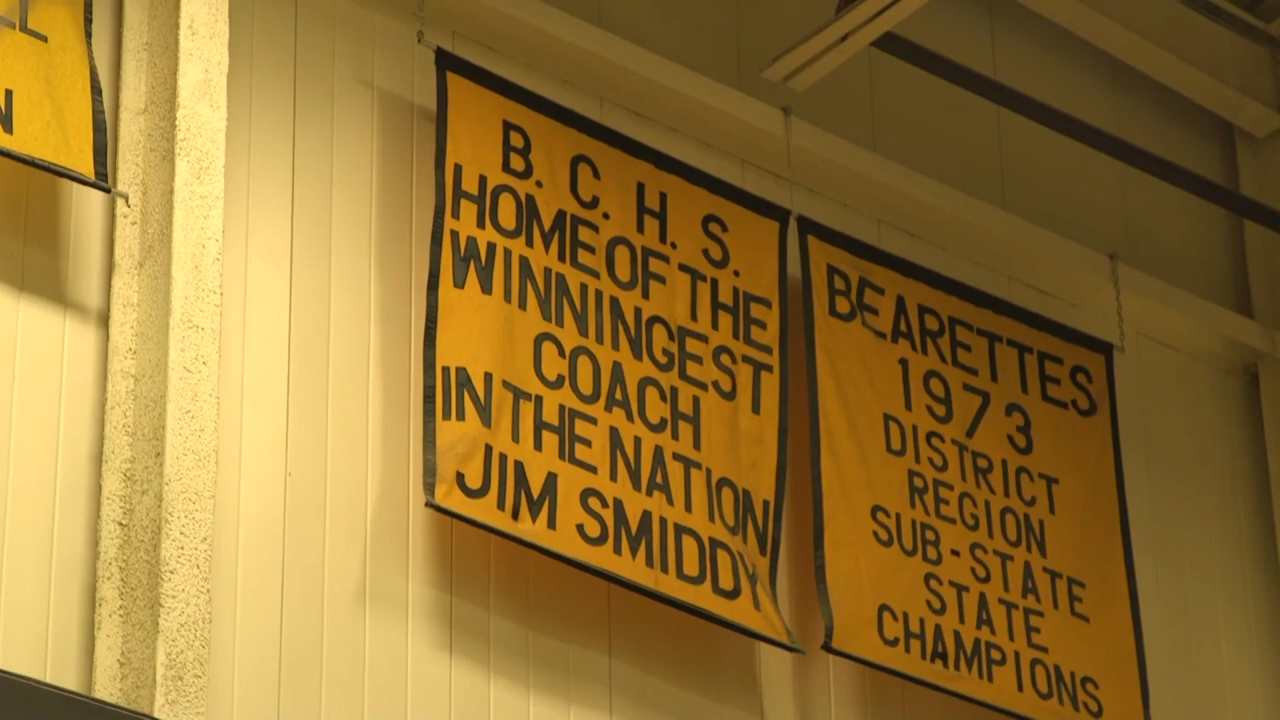 B. C. H. S.
HOME OF THE
WINNINGEST
COACH
IN THE NATION
JIM SMIDDY
BEARETTES
1973
DISTRICT
REGION
SUB-STATE
STATE
CHAMPIONS